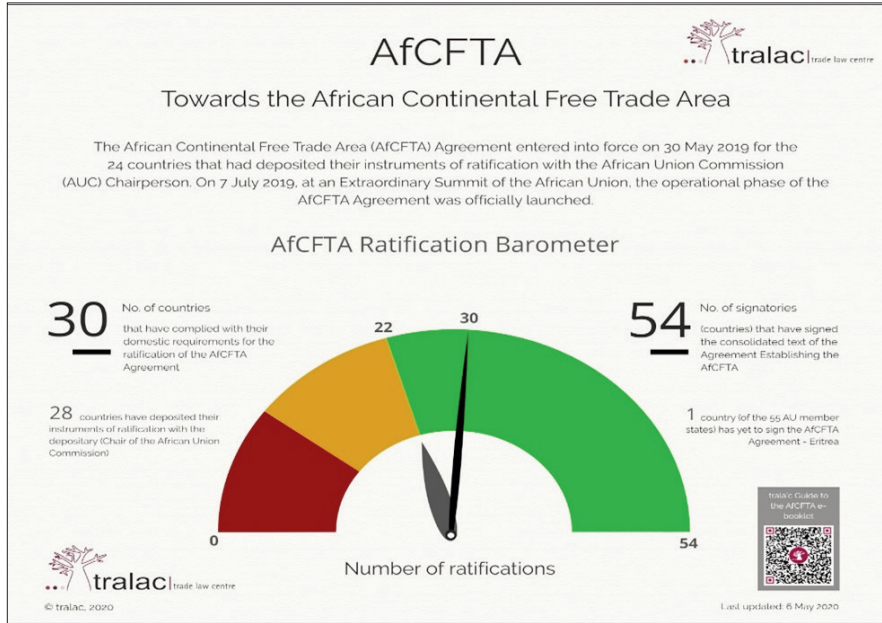 AfCFTA
tralac trade law centre
Towards the African Continental Free Trade Area
The African Continental Free Trade Area (AfCFTA) Agreement entered into force on 30 May 2019 for the
24 countries that had deposited their instruments of ratification with the African Union Commission
(AUC) Chairperson. On 7 July 2019, at an Extraordinary Summit of the African Union, the operational phase of the
AfCFTA Agreement was officially launched.
AfCFTA Ratification Barometer
30
No. of countries
that have complied with their
domestic requirements for the
ratification of the AfCFTA
Agreement
28 countries have deposited their
instruments of ratification with the
depositary (Chair of the African Union
Commission)
0
22
30
54
Number of ratifications
54
No. of signatories
(countries) that have signed
the consolidated text of the
Agreement Establishing the
AfCFTA
1 country (of the 55 AU member
states) has yet to sign the AfCFTA
Agreement - Eritrea
trala'c Guide to
the AfCFTA e-
booklet
tralac trade law centre
© tralac, 2020
Last updated: 6 May 2020